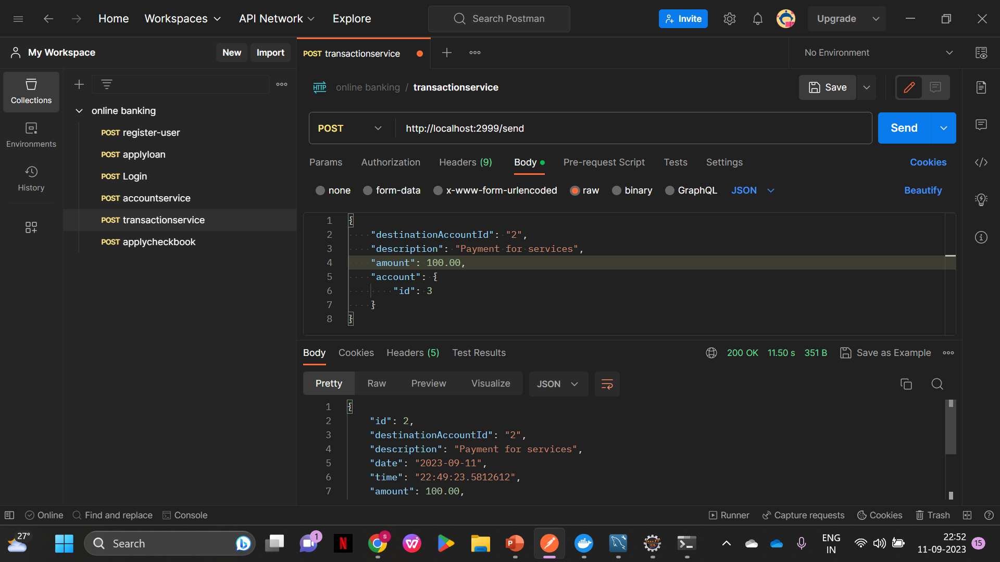 Home Workspaces API Network Explore Search Postman Invite Upgrade
My Workspace New Import POST transactionservice No Environment
Collections
Environments
History
online banking
POST register-user
POST applyloan
POST Login
POST accountservice
POST transactionservice
POST applycheckbook
HTTP online banking / transactionservice Save
POST http://localhost:2999/send Send
Params Authorization Headers (9) Body Pre-request Script Tests Settings Cookies
none form-data x-www-form-urlencoded raw binary GraphQL JSON Beautify
1 {
2 "destinationAccountId": "2",
3 "description": "Payment for services",
4 "amount": 100.00,
5 "account": {
6 "id": 3
7 }
8 }
Body Cookies Headers (5) Test Results 200 OK 11.50 s 351 B Save as Example
Pretty Raw Preview Visualize JSON
1 {
2 "id": 2,
3 "destinationAccountId": "2",
4 "description": "Payment for services",
5 "date": "2023-09-11",
6 "time": "22:49:23.5812612",
7 "amount": 100.00,
Online Find and replace Console Runner Capture requests Cookies Trash
27° Search 1 N S P ENG 22:52
IN 11-09-2023 15